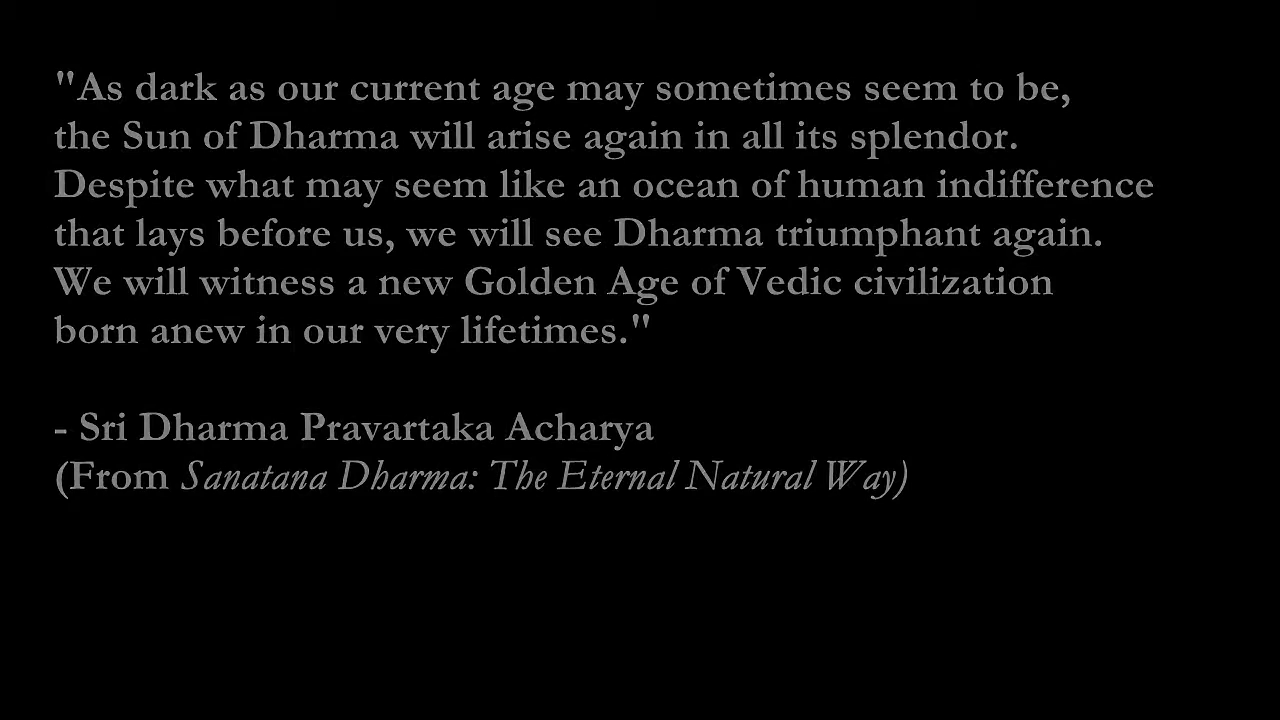 "As dark as our current age may sometimes seem to be,
the Sun of Dharma will arise again in all its splendor.
Despite what may seem like an ocean of human indifference
that lays before us, we will see Dharma triumphant again.
We will witness a new Golden Age of Vedic civilization
born anew in our very lifetimes."
- Sri Dharma Pravartaka Acharya
(From Sanatana Dharma: The Eternal Natural Way)